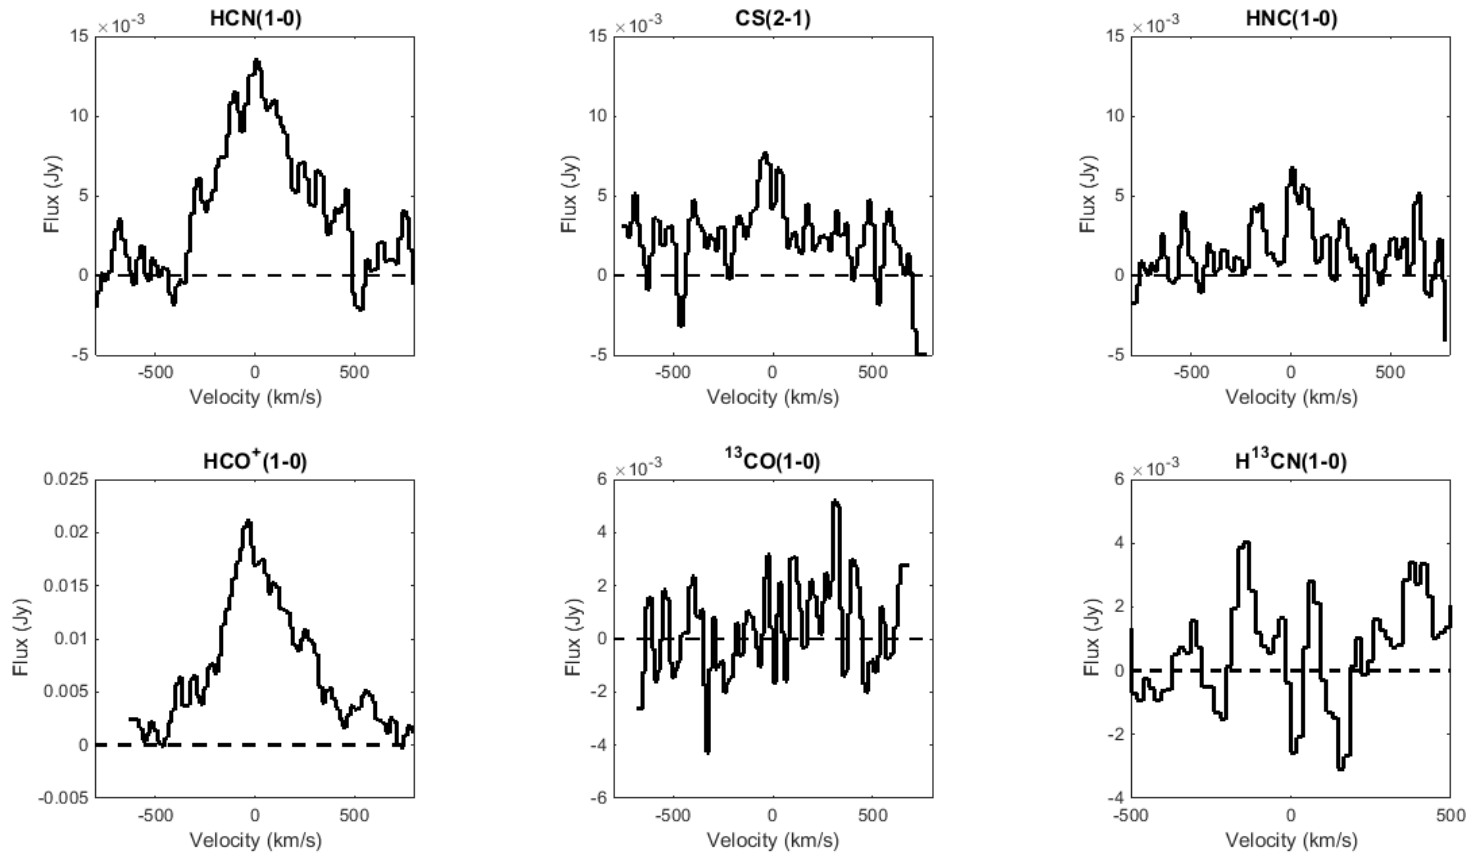 HCN(1-0)
×10⁻³
15
10
5
0
-5
Flux (Jy)
-500 0 500
Velocity (km/s)
CS(2-1)
×10⁻³
15
10
5
0
-5
Flux (Jy)
-500 0 500
Velocity (km/s)
HNC(1-0)
×10⁻³
15
10
5
0
-5
Flux (Jy)
-500 0 500
Velocity (km/s)
HCO⁺(1-0)
0.025
0.02
0.015
0.01
0.005
0
-0.005
Flux (Jy)
-500 0 500
Velocity (km/s)
¹³CO(1-0)
×10⁻³
6
4
2
0
-2
-4
-6
Flux (Jy)
-500 0 500
Velocity (km/s)
H¹³CN(1-0)
×10⁻³
6
4
2
0
-2
-4
Flux (Jy)
-500 0 500
Velocity (km/s)